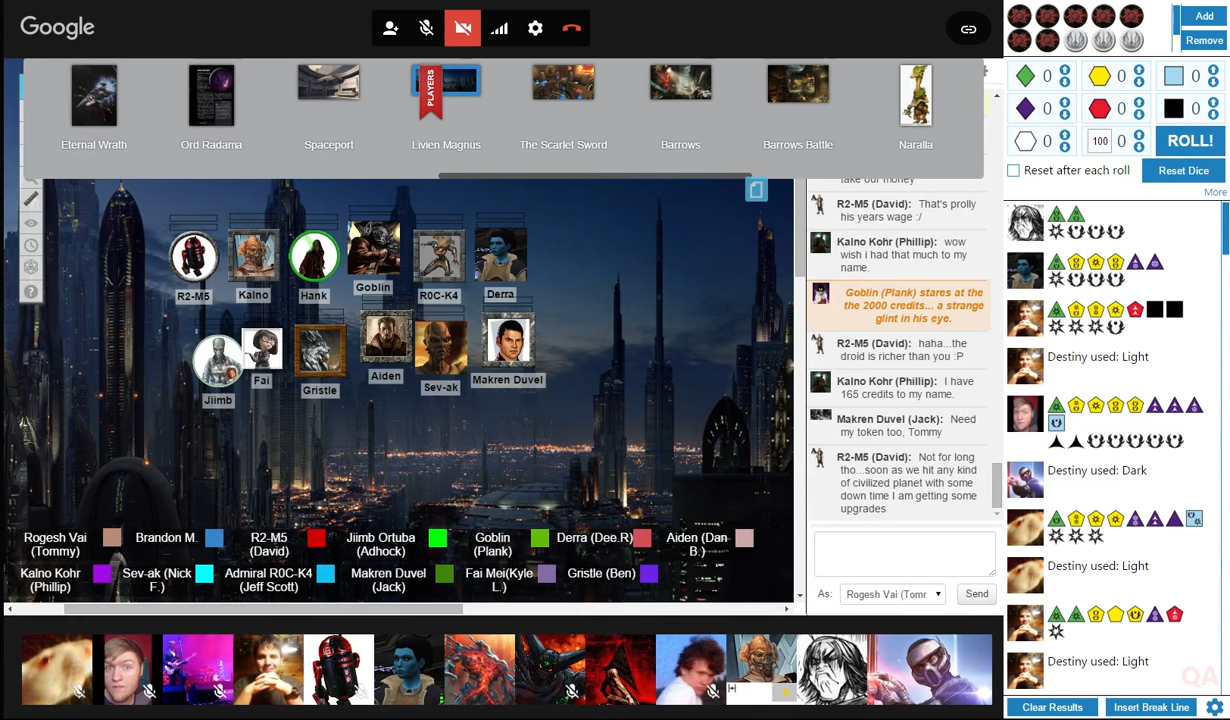 Google
Add
Remove
PLAYERS
Eternal Wrath
Ord Radama
Spaceport
Livien Magnus
The Scarlet Sword
Barrows
Barrows Battle
Naralla
0
0
0
0
0
0
0
100
0
ROLL!
Reset after each roll
Reset Dice
More
take our money
R2-M5 (David): That's prolly
his years wage :/
Kalno Kohr (Phillip): wow
wish i had that much to my
name.
Goblin (Plank) stares at the
the 2000 credits... a strange
glint in his eye.
R2-M5 (David): haha...the
droid is richer than you :P
Kalno Kohr (Phillip): I have
165 credits to my name.
Makren Duvel (Jack): Need
my token too, Tommy
R2-M5 (David): Not for long
tho...soon as we hit any kind
of civilized planet with some
down time I am getting some
upgrades
As:
Rogesh Vai (Tomr
Send
R2-M5
Kalno
Hank
Goblin
R0C-K4
Derra
Jiimb
Fai
Gristle
Aiden
Sev-ak
Makren Duvel
Rogesh Vai
(Tommy)
Brandon M.
R2-M5
(David)
Jiimb Ortuba
(Adhock)
Goblin
(Plank)
Derra (Dee.R)
Aiden (Dan
B.)
Kalno Kohr
(Phillip)
Sev-ak (Nick
F.)
Admiral R0C-K4
(Jeff Scott)
Makren Duvel
(Jack)
Fai Mei(Kyle
L.)
Gristle (Ben)
Destiny used: Light
Destiny used: Dark
Destiny used: Light
Destiny used: Light
QA
Clear Results
Insert Break Line